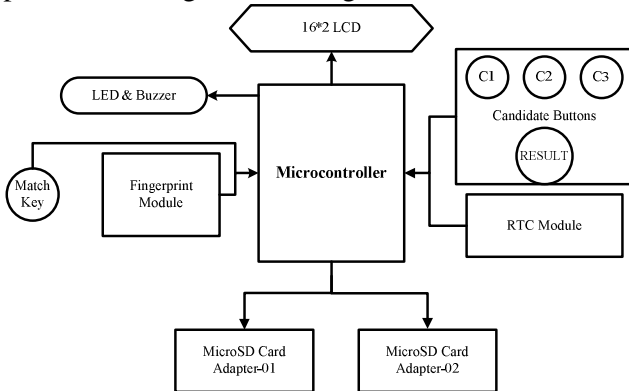 16*2 LCD
LED & Buzzer
C1 C2 C3
Candidate Buttons
RESULT
Match
Key
Fingerprint
Module
Microcontroller
RTC Module
MicroSD Card
Adapter-01
MicroSD Card
Adapter-02